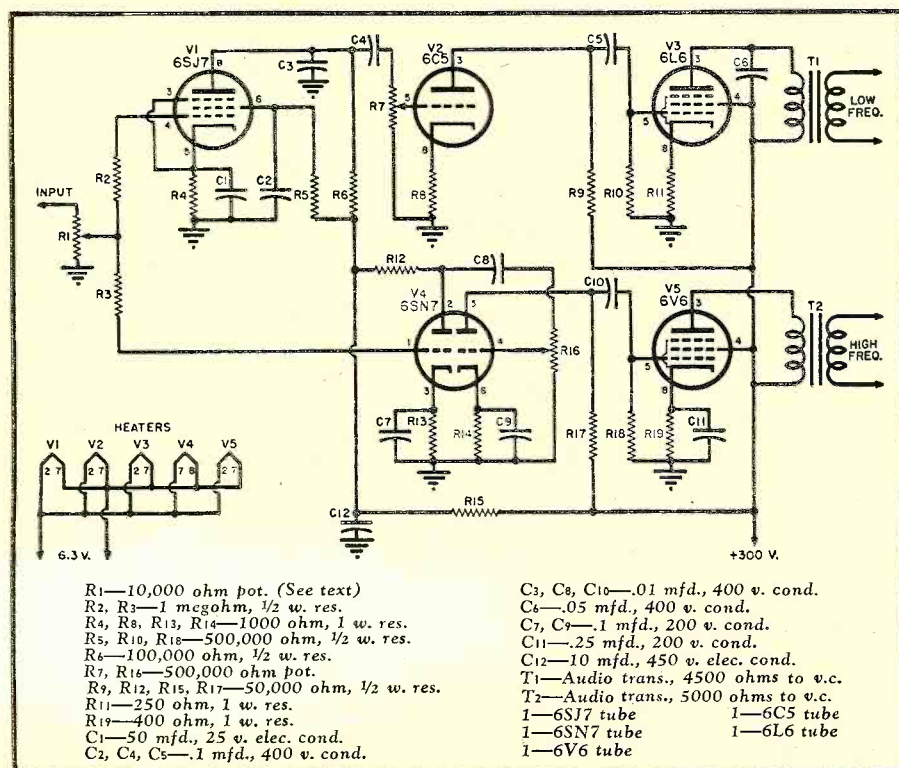 V1
6SJ7
8
3
4
6
5
C3
C4
R7
V2
6C5
3
5
8
C5
V3
6L6
3
4
5
8
C6
T1
LOW
FREQ.
R2
R4
C1
C2
R5
R6
R8
R9
R10
R11
INPUT
R1
R3
R12
C8
V4
6SN7
2
5
1
4
3
6
R16
C10
V5
6V6
3
4
5
8
T2
HIGH
FREQ.
C7
R13
R14
C9
R17
R18
R19
C11
HEATERS
V1 V2 V3 V4 V5
2 7 2 7 2 7 7 8 2 7
6.3 V.
C12
R15
+300 V.
R1—10,000 ohm pot. (See text)
R2, R3—1 megohm, 1/2 w. res.
R4, R8, R13, R14—1000 ohm, 1 w. res.
R5, R10, R18—500,000 ohm, 1/2 w. res.
R6—100,000 ohm, 1/2 w. res.
R7, R16—500,000 ohm pot.
R9, R12, R15, R17—50,000 ohm, 1/2 w. res.
R11—250 ohm, 1 w. res.
R19—400 ohm, 1 w. res.
C1—50 mfd., 25 v. elec. cond.
C2, C4, C5—.1 mfd., 400 v. cond.
C3, C8, C10—.01 mfd., 400 v. cond.
C6—.05 mfd., 400 v. cond.
C7, C9—.1 mfd., 200 v. cond.
C11—.25 mfd., 200 v. cond.
C12—10 mfd., 450 v. elec. cond.
T1—Audio trans., 4500 ohms to v.c.
T2—Audio trans., 5000 ohms to v.c.
1—6SJ7 tube 1—6C5 tube
1—6SN7 tube 1—6L6 tube
1—6V6 tube